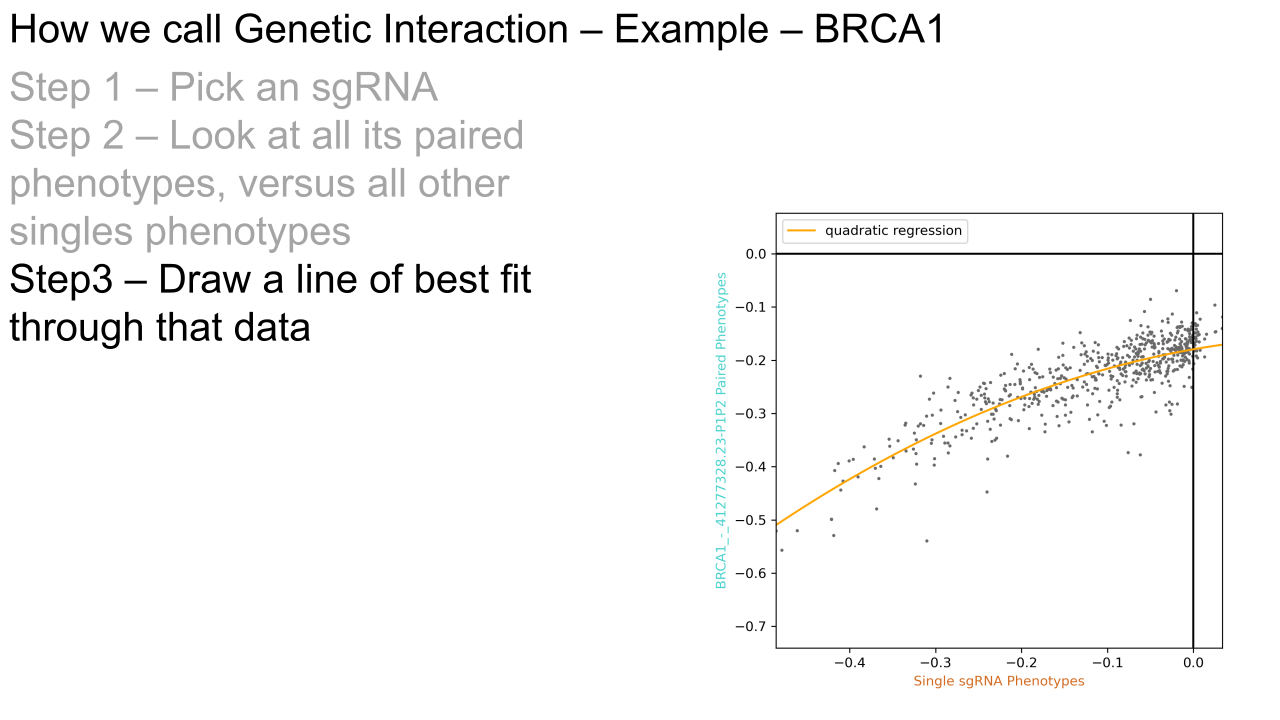 How we call Genetic Interaction – Example – BRCA1
Step 1 – Pick an sgRNA
Step 2 – Look at all its paired
phenotypes, versus all other
singles phenotypes
Step3 – Draw a line of best fit
through that data
quadratic regression
0.0
−0.1
−0.2
−0.3
−0.4
−0.5
−0.6
−0.7
BRCA1_-_41277328.23-P1P2 Paired Phenotypes
−0.4
−0.3
−0.2
−0.1
0.0
Single sgRNA Phenotypes